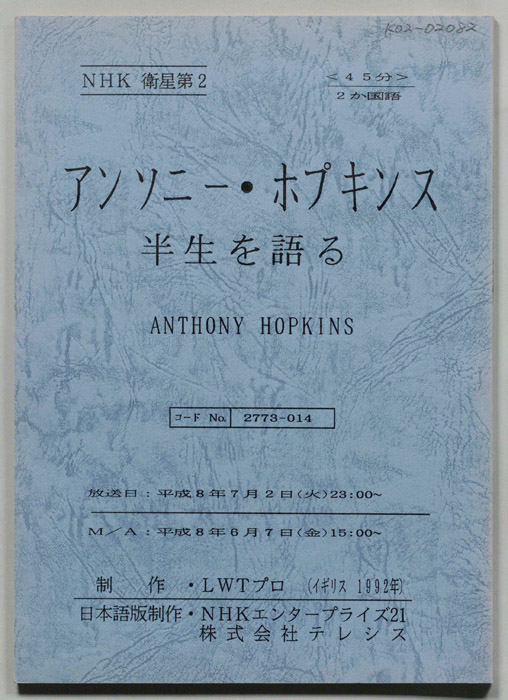 K02-02082
NHK 衛星第2
<45分>
2か国語
アンソニー・ホプキンス
半生を語る
ANTHONY HOPKINS
コード No. 2773-014
放送日:平成8年7月2日(火)23:00~
M/A:平成8年6月7日(金)15:00~
制作・LWTプロ (イギリス 1992年)
日本語版制作・NHKエンタープライズ21
株式会社テレシス